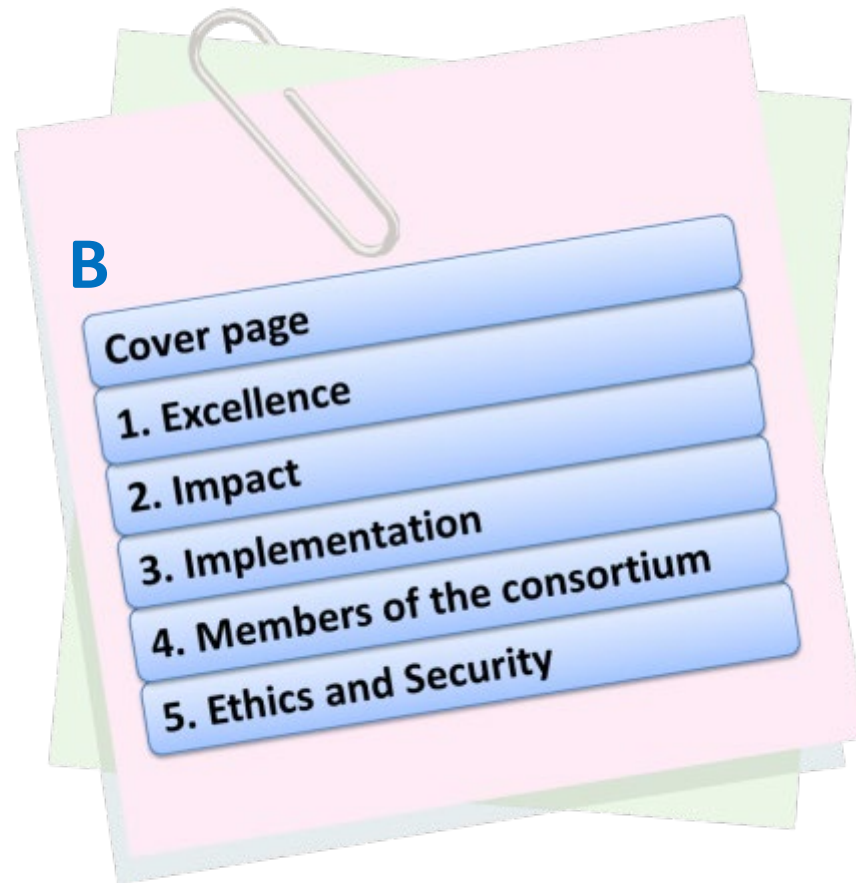 B
Cover page
1. Excellence
2. Impact
3. Implementation
4. Members of the consortium
5. Ethics and Security